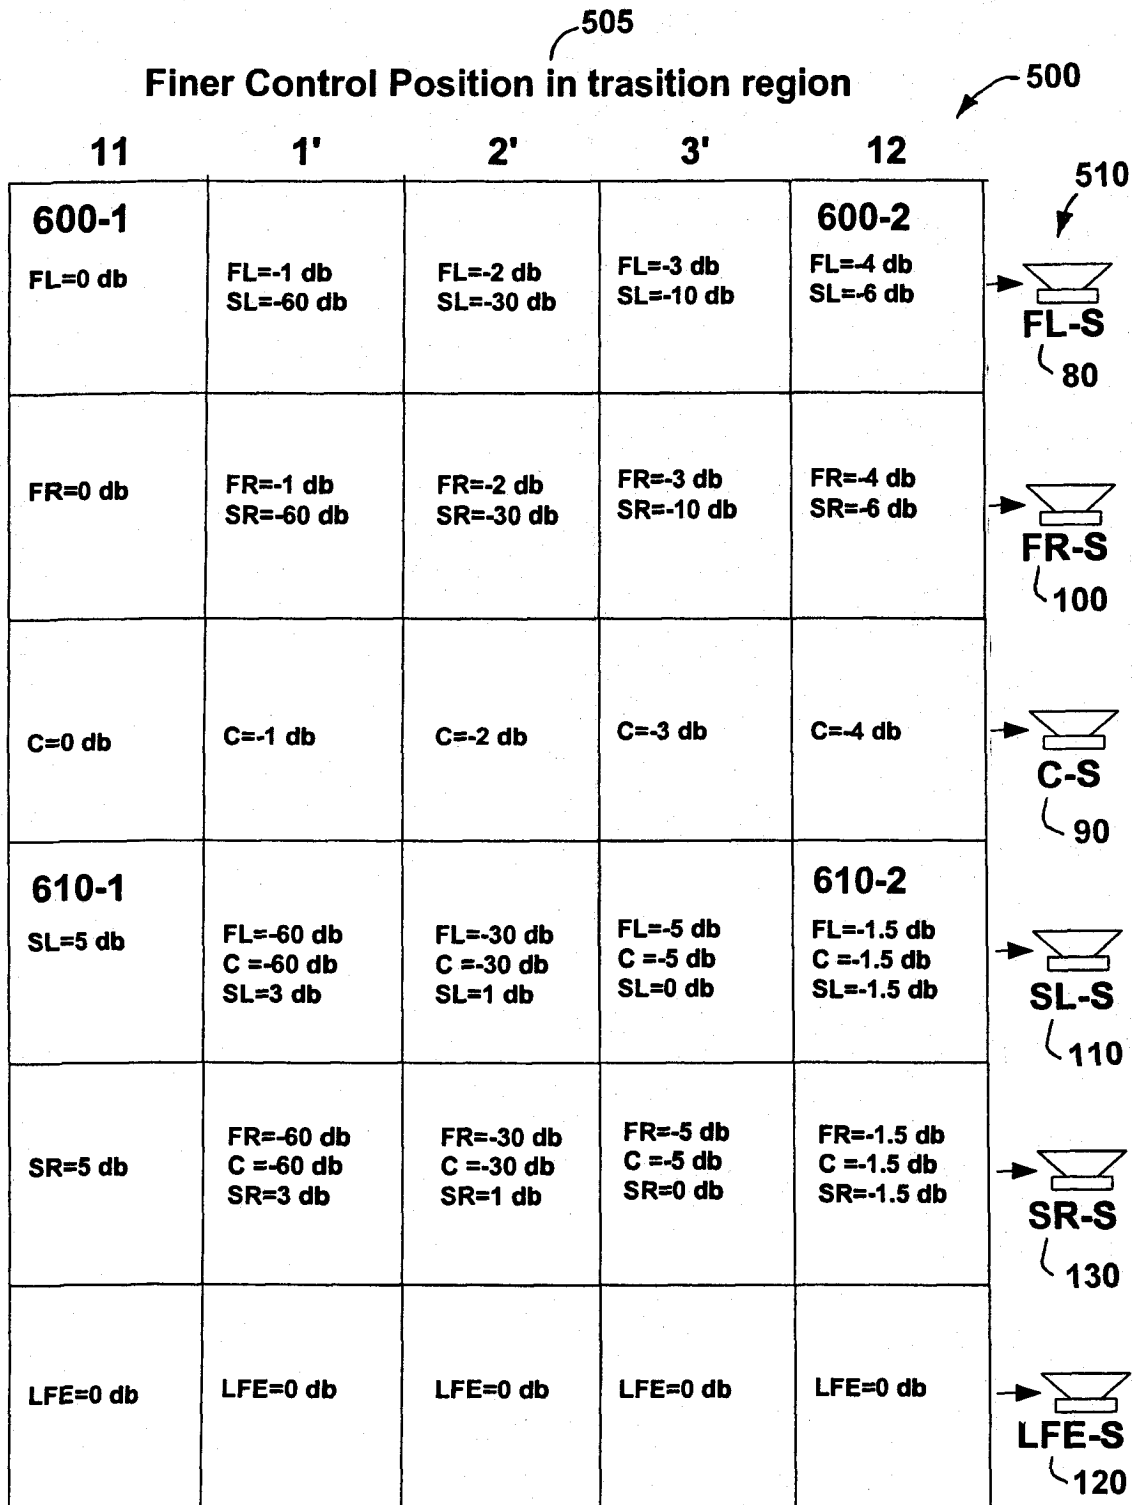 505
Finer Control Position in trasition region
500
11 1' 2' 3' 12
510
600-1 600-2
FL=0 db
FL=-1 db
SL=-60 db
FL=-2 db
SL=-30 db
FL=-3 db
SL=-10 db
FL=-4 db
SL=-6 db
FL-S
80
FR=0 db
FR=-1 db
SR=-60 db
FR=-2 db
SR=-30 db
FR=-3 db
SR=-10 db
FR=-4 db
SR=-6 db
FR-S
100
C=0 db
C=-1 db
C=-2 db
C=-3 db
C=-4 db
C-S
90
610-1 610-2
SL=5 db
FL=-60 db
C =-60 db
SL=3 db
FL=-30 db
C =-30 db
SL=1 db
FL=-5 db
C =-5 db
SL=0 db
FL=-1.5 db
C =-1.5 db
SL=-1.5 db
SL-S
110
SR=5 db
FR=-60 db
C =-60 db
SR=3 db
FR=-30 db
C =-30 db
SR=1 db
FR=-5 db
C =-5 db
SR=0 db
FR=-1.5 db
C =-1.5 db
SR=-1.5 db
SR-S
130
LFE=0 db
LFE=0 db
LFE=0 db
LFE=0 db
LFE=0 db
LFE-S
120